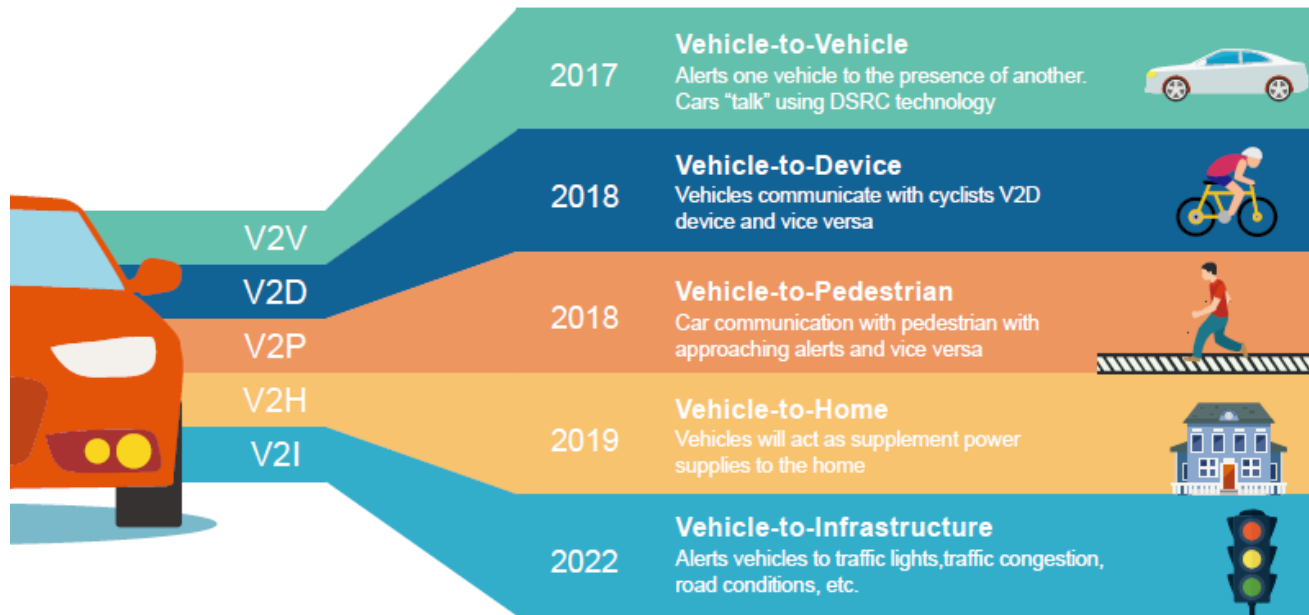 V2V
V2D
V2P
V2H
V2I
2017
Vehicle-to-Vehicle
Alerts one vehicle to the presence of another.
Cars “talk” using DSRC technology
2018
Vehicle-to-Device
Vehicles communicate with cyclists V2D
device and vice versa
2018
Vehicle-to-Pedestrian
Car communication with pedestrian with
approaching alerts and vice versa
2019
Vehicle-to-Home
Vehicles will act as supplement power
supplies to the home
2022
Vehicle-to-Infrastructure
Alerts vehicles to traffic lights,traffic congestion,
road conditions, etc.